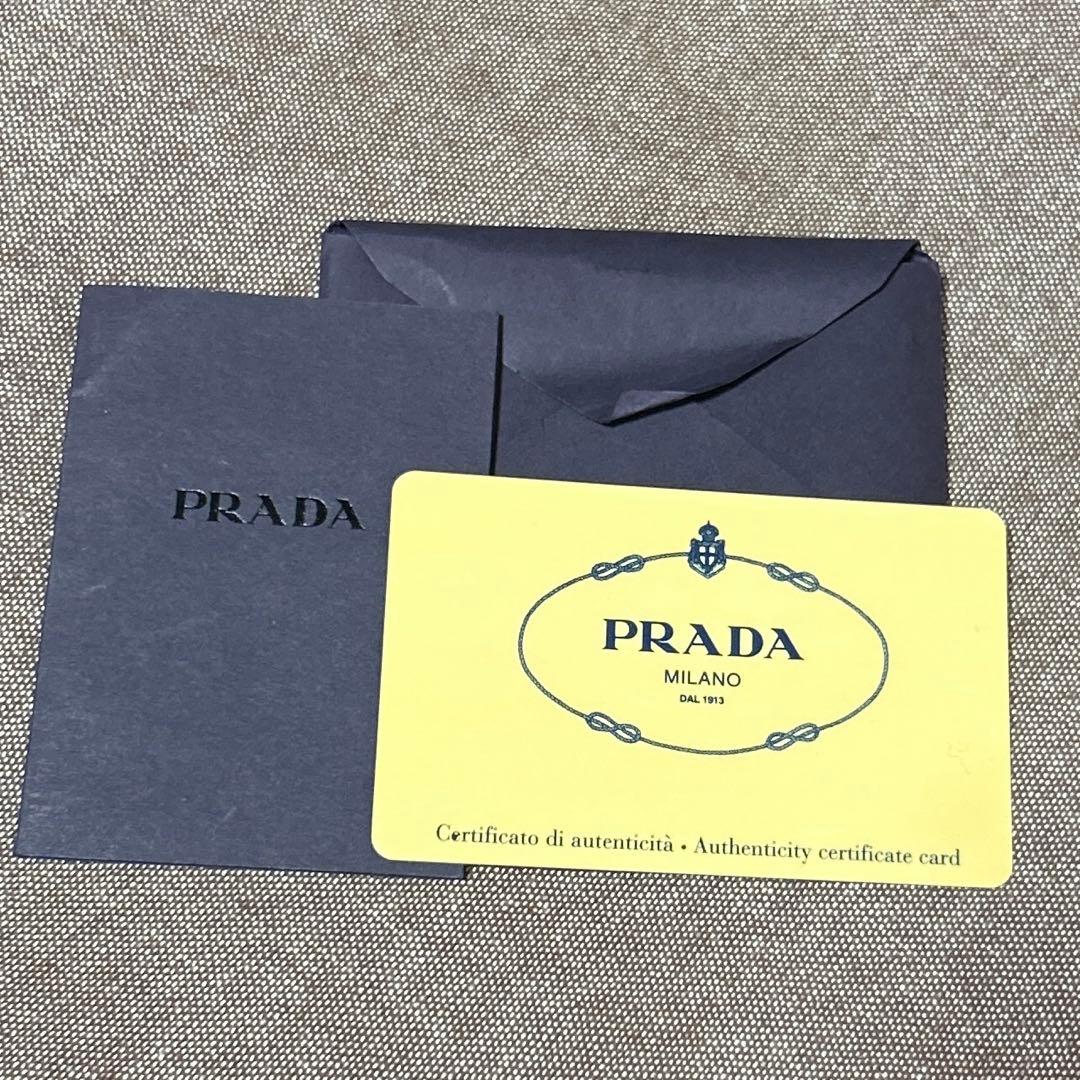 PRADA
PRADA
MILANO
DAL 1913
Certificato di autenticità • Authenticity certificate card